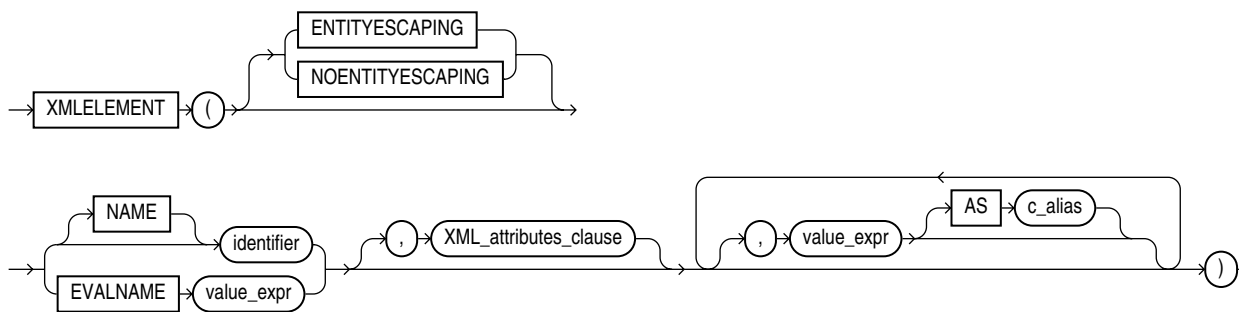 ENTITYESCAPING
NOENTITYESCAPING
XMLELEMENT (
NAME
identifier
EVALNAME value_expr
, XML_attributes_clause
, value_expr
AS c_alias
)